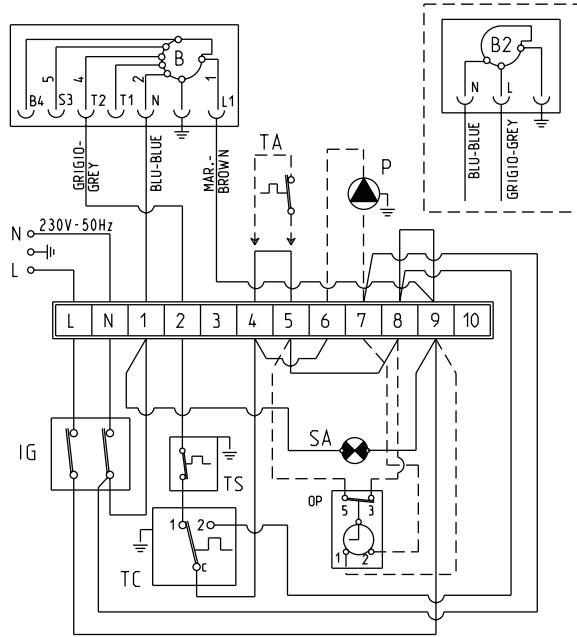 B
B2
5
4
2
1
B4 S3 T2 T1 N L1
N L
GRIGIO-
GREY
BLU-BLUE
MAR.-
BROWN
BLU-BLUE
GRIGIO-GREY
TA
P
N 230V-50Hz
L
L N 1 2 3 4 5 6 7 8 9 10
IG
SA
TS
OP
5 3
1 2
TC
1 2
C